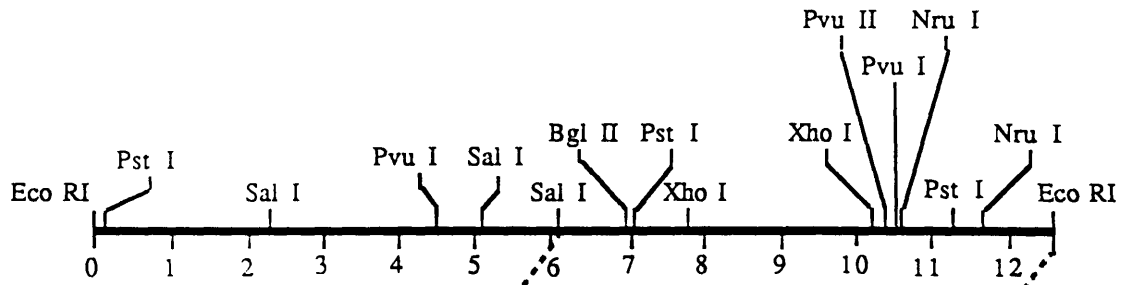 Pvu II Nru I
Pvu I
Bgl II Pst I Xho I Nru I
Pst I Pvu I Sal I
Eco RI Sal I Sal I Xho I Pst I Eco RI
0 1 2 3 4 5 6 7 8 9 10 11 12